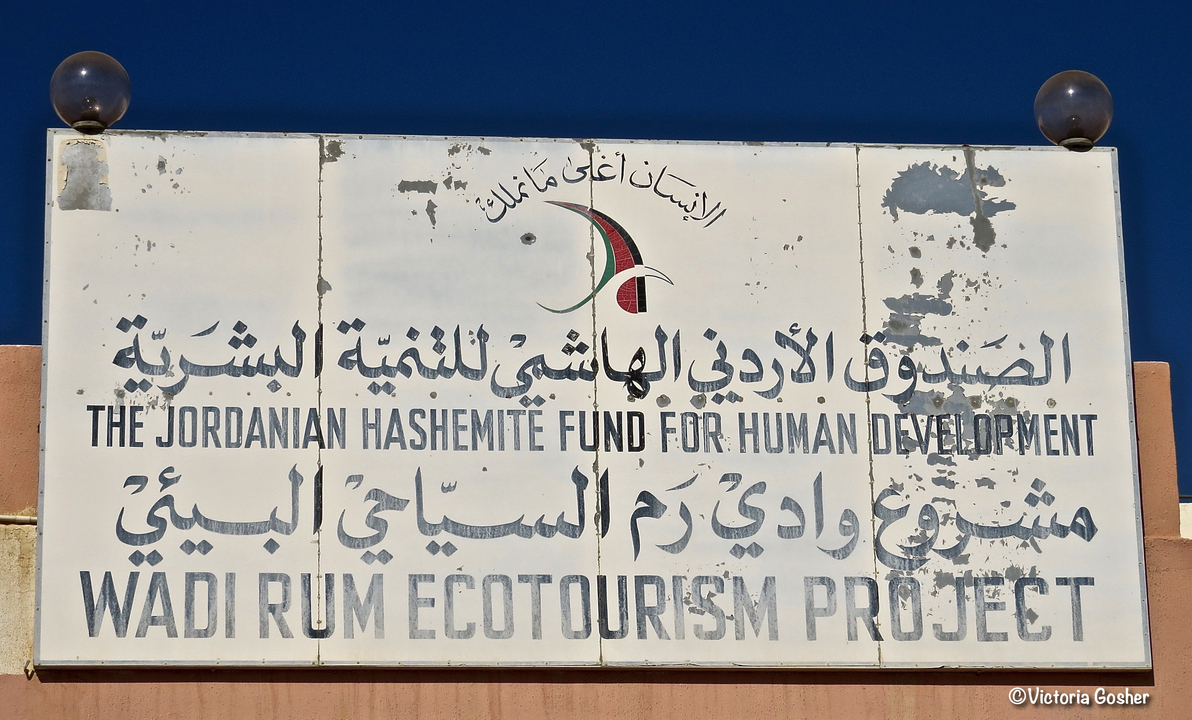 الإنسان أغلى ما نملك
الصندوق الأردني الهاشمي للتنمية البشرية
THE JORDANIAN HASHEMITE FUND FOR HUMAN DEVELOPMENT
مشروع وادي رم السياحي البيئي
WADI RUM ECOTOURISM PROJECT
©Victoria Gosher